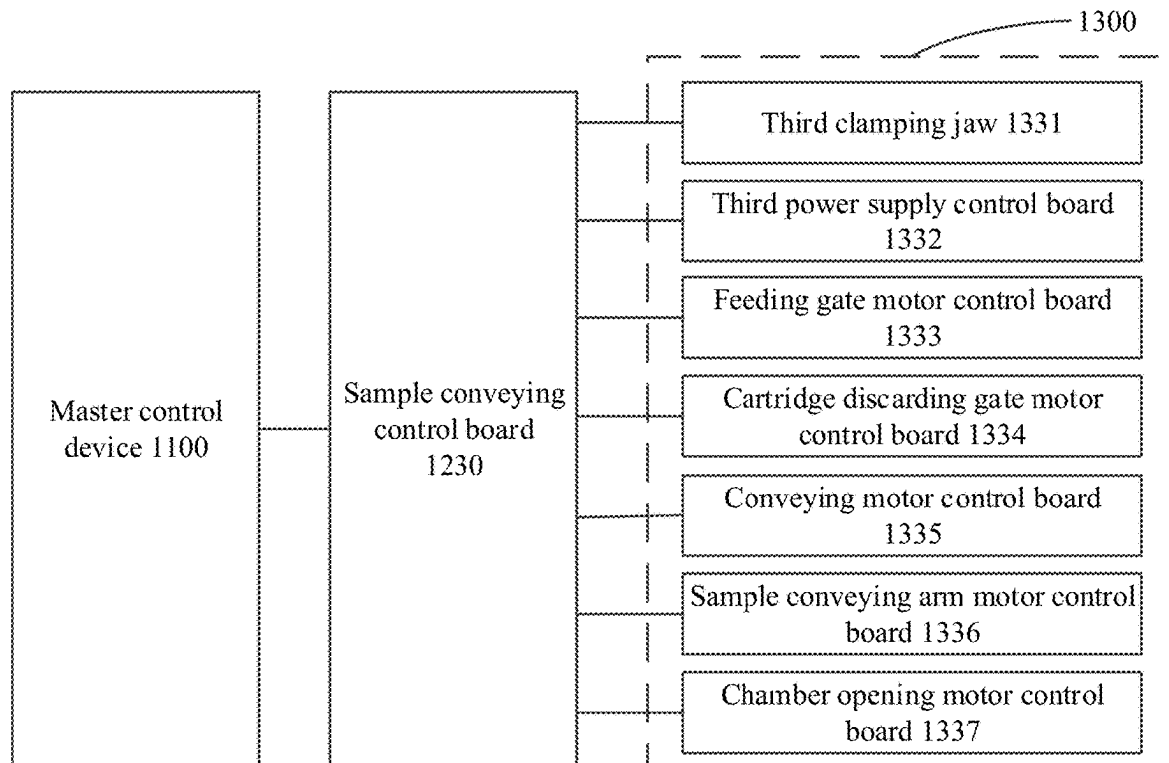 1300
Third clamping jaw 1331
Third power supply control board
1332
Feeding gate motor control board
1333
Master control
device 1100
Sample conveying
control board
1230
Cartridge discarding gate motor
control board 1334
Conveying motor control board
1335
Sample conveying arm motor control
board 1336
Chamber opening motor control
board 1337